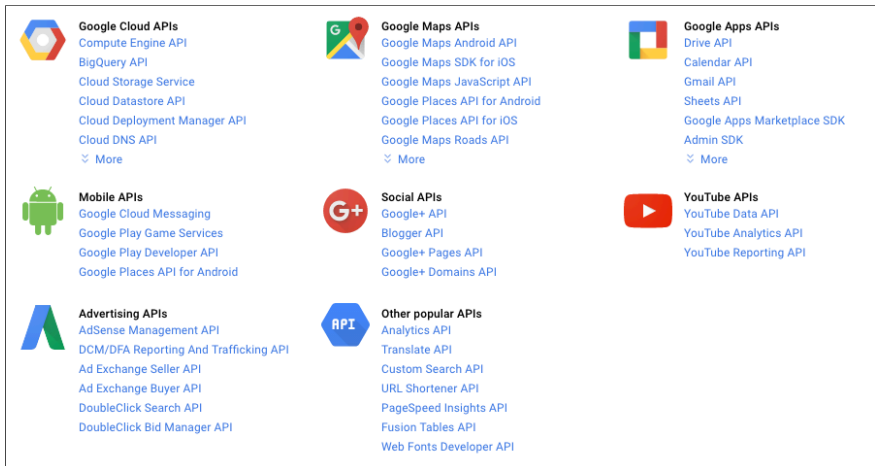 Google Cloud APIs
Compute Engine API
BigQuery API
Cloud Storage Service
Cloud Datastore API
Cloud Deployment Manager API
Cloud DNS API
More
Google Maps APIs
Google Maps Android API
Google Maps SDK for iOS
Google Maps JavaScript API
Google Places API for Android
Google Places API for iOS
Google Maps Roads API
More
Google Apps APIs
Drive API
Calendar API
Gmail API
Sheets API
Google Apps Marketplace SDK
Admin SDK
More
Mobile APIs
Google Cloud Messaging
Google Play Game Services
Google Play Developer API
Google Places API for Android
G+
Social APIs
Google+ API
Blogger API
Google+ Pages API
Google+ Domains API
YouTube APIs
YouTube Data API
YouTube Analytics API
YouTube Reporting API
Advertising APIs
AdSense Management API
DCM/DFA Reporting And Trafficking API
Ad Exchange Seller API
Ad Exchange Buyer API
DoubleClick Search API
DoubleClick Bid Manager API
API
Other popular APIs
Analytics API
Translate API
Custom Search API
URL Shortener API
PageSpeed Insights API
Fusion Tables API
Web Fonts Developer API